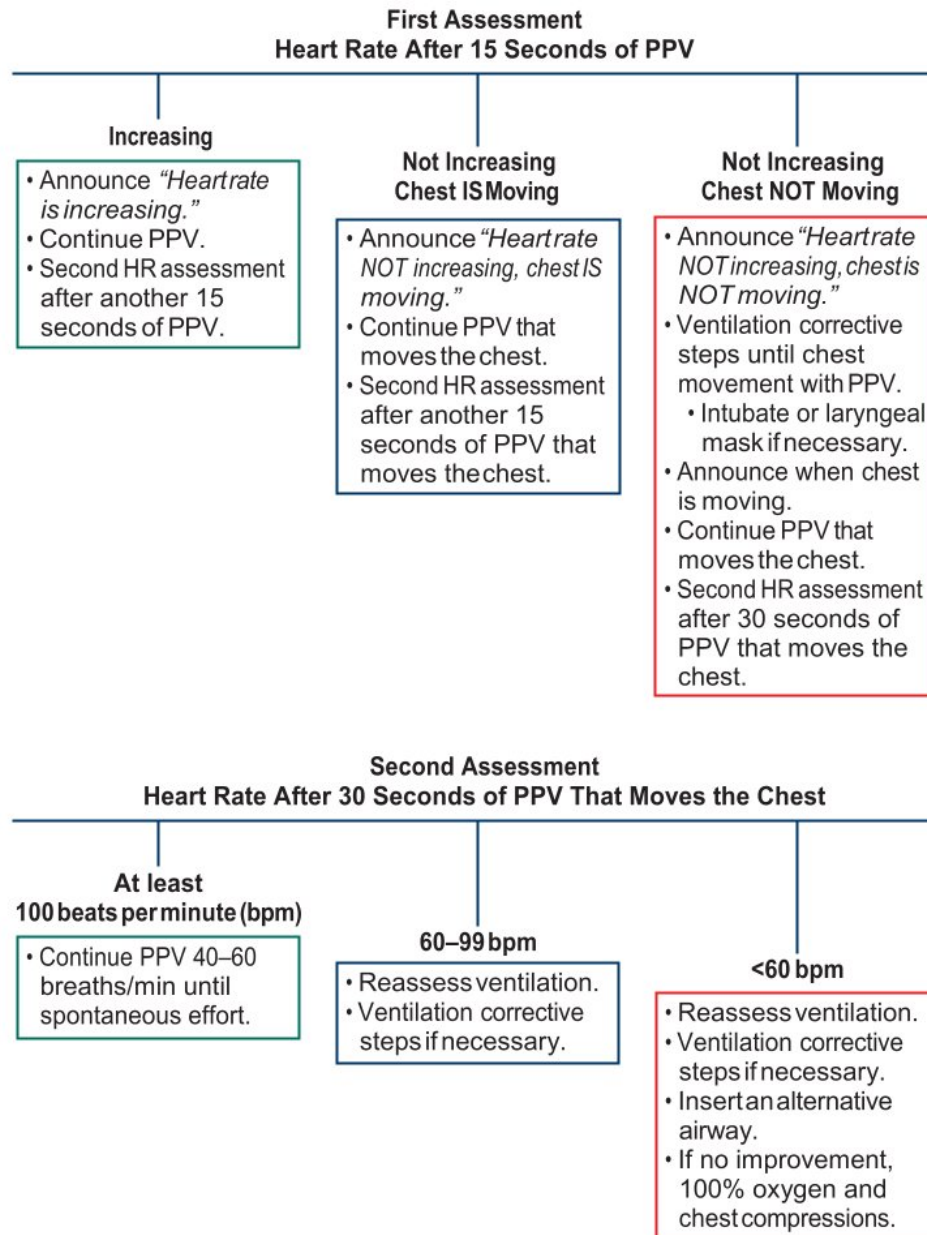 First Assessment
Heart Rate After 15 Seconds of PPV
Increasing
• Announce “Heart rate
is increasing.”
• Continue PPV.
• Second HR assessment
after another 15
seconds of PPV.
Not Increasing
Chest IS Moving
• Announce “Heart rate
NOT increasing, chest IS
moving.”
• Continue PPV that
moves the chest.
• Second HR assessment
after another 15
seconds of PPV that
moves the chest.
Not Increasing
Chest NOT Moving
• Announce “Heart rate
NOT increasing, chest is
NOT moving.”
• Ventilation corrective
steps until chest
movement with PPV.
• Intubate or laryngeal
mask if necessary.
• Announce when chest
is moving.
• Continue PPV that
moves the chest.
• Second HR assessment
after 30 seconds of
PPV that moves the
chest.
Second Assessment
Heart Rate After 30 Seconds of PPV That Moves the Chest
At least
100 beats per minute (bpm)
• Continue PPV 40–60
breaths/min until
spontaneous effort.
60–99 bpm
• Reassess ventilation.
• Ventilation corrective
steps if necessary.
<60 bpm
• Reassess ventilation.
• Ventilation corrective
steps if necessary.
• Insert an alternative
airway.
• If no improvement,
100% oxygen and
chest compressions.